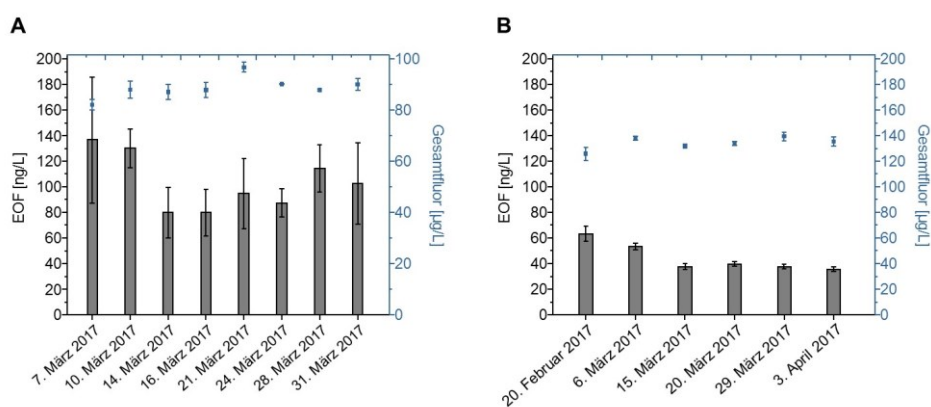 A
EOF [ng/L]
200
180
160
140
120
100
80
60
40
20
0
100
80
60
40
20
0
Gesamtfluor [µg/L]
7. März 2017
10. März 2017
14. März 2017
16. März 2017
21. März 2017
24. März 2017
28. März 2017
31. März 2017
B
EOF [ng/L]
200
180
160
140
120
100
80
60
40
20
0
200
180
160
140
120
100
80
60
40
20
0
Gesamtfluor [µg/L]
20. Februar 2017
6. März 2017
15. März 2017
20. März 2017
29. März 2017
3. April 2017